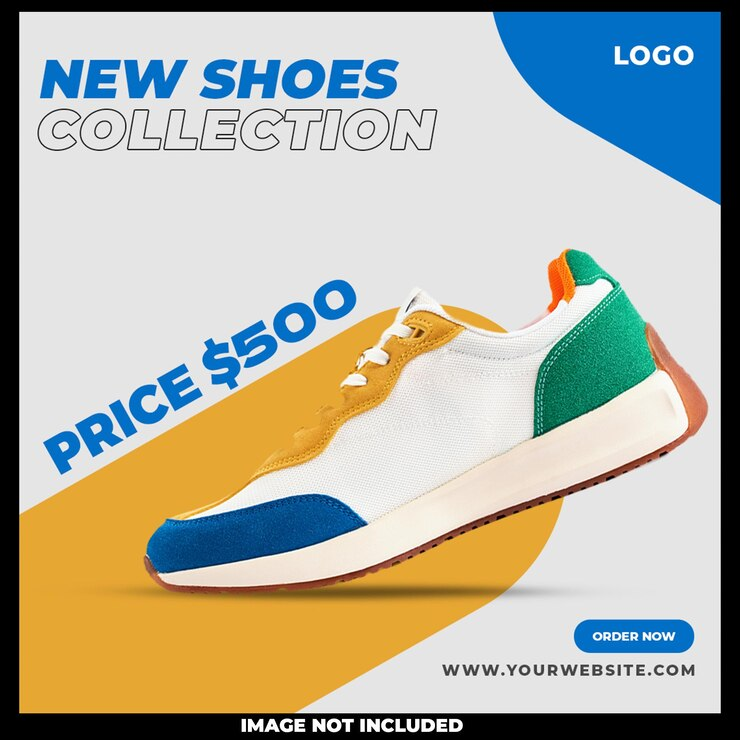 NEW SHOES
COLLECTION
LOGO
PRICE $500
ORDER NOW
WWW.YOURWEBSITE.COM
IMAGE NOT INCLUDED